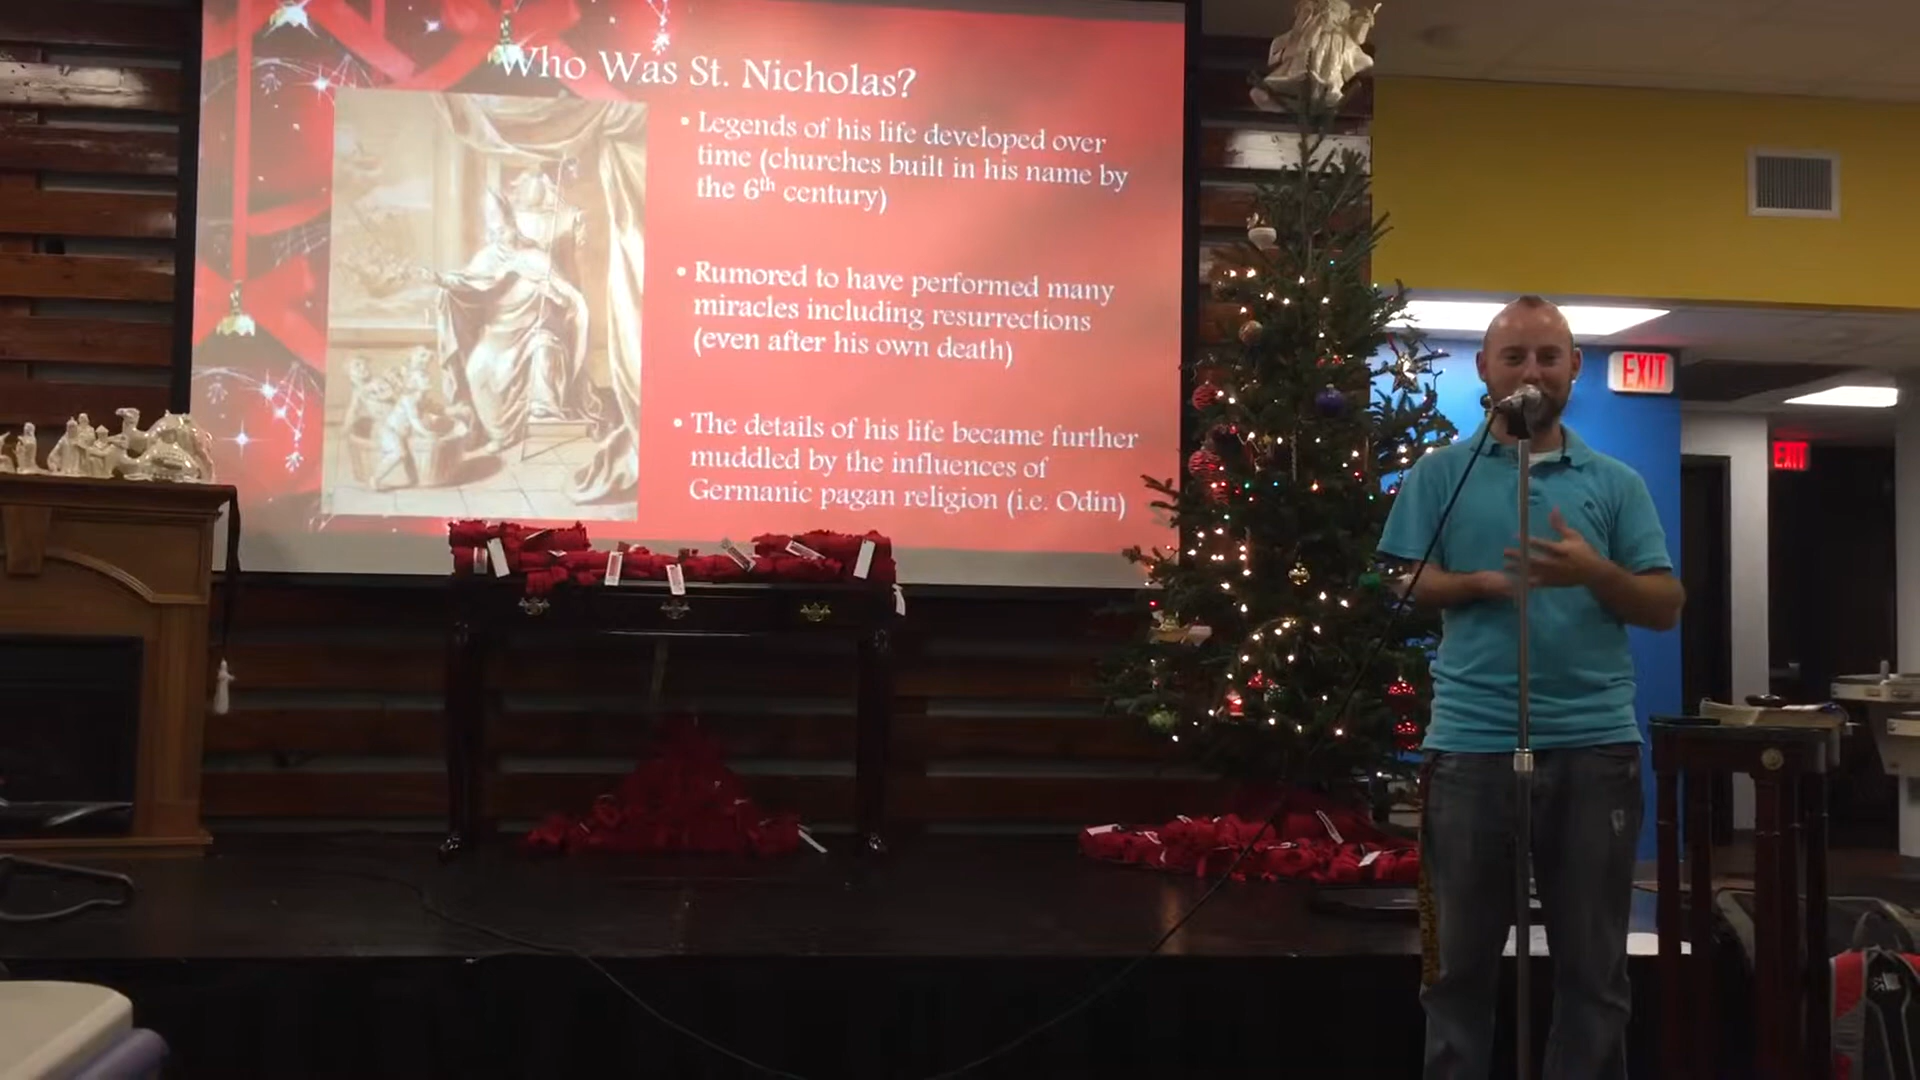 Who Was St. Nicholas?
• Legends of his life developed over
time (churches built in his name by
the 6th century)
• Rumored to have performed many
miracles including resurrections
(even after his own death)
• The details of his life became further
muddled by the influences of
Germanic pagan religion (i.e. Odin)
EXIT
EXIT